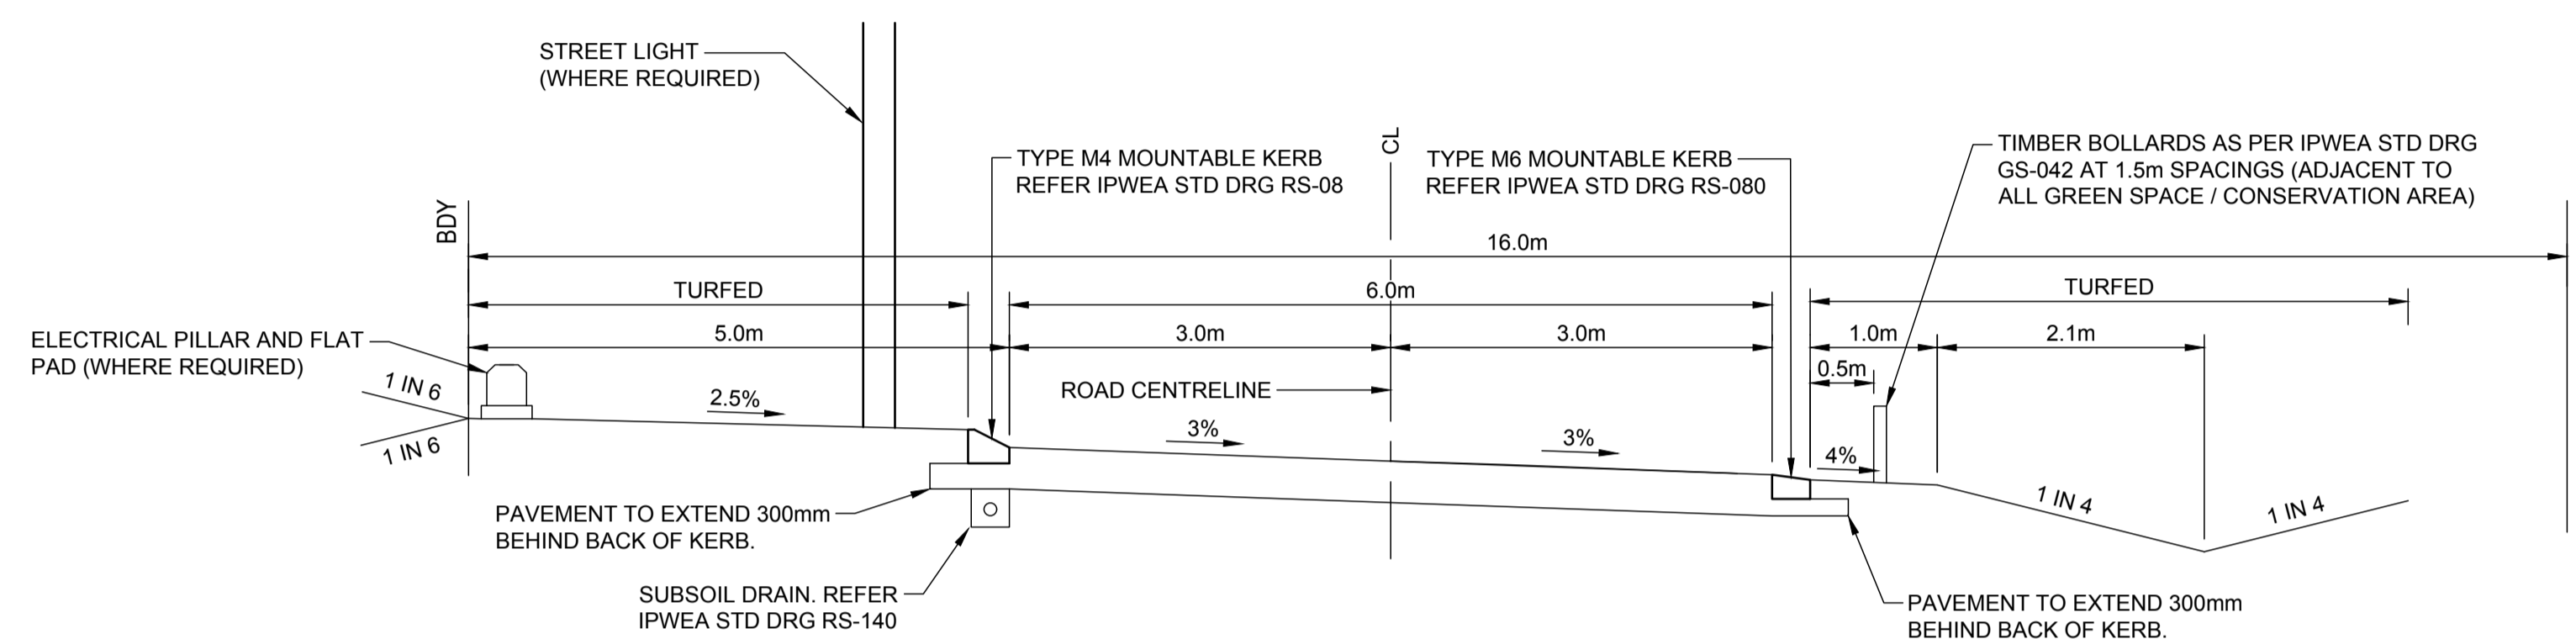 STREET LIGHT
(WHERE REQUIRED)
TYPE M4 MOUNTABLE KERB
REFER IPWEA STD DRG RS-08
CL
TYPE M6 MOUNTABLE KERB
REFER IPWEA STD DRG RS-080
TIMBER BOLLARDS AS PER IPWEA STD DRG
GS-042 AT 1.5m SPACINGS (ADJACENT TO
ALL GREEN SPACE / CONSERVATION AREA)
BDY
16.0m
TURFED
6.0m
TURFED
ELECTRICAL PILLAR AND FLAT
PAD (WHERE REQUIRED)
5.0m
3.0m
3.0m
1.0m
2.1m
0.5m
ROAD CENTRELINE
1 IN 6
1 IN 6
2.5%
3%
3%
4%
1 IN 4
1 IN 4
PAVEMENT TO EXTEND 300mm
BEHIND BACK OF KERB.
SUBSOIL DRAIN. REFER
IPWEA STD DRG RS-140
PAVEMENT TO EXTEND 300mm
BEHIND BACK OF KERB.